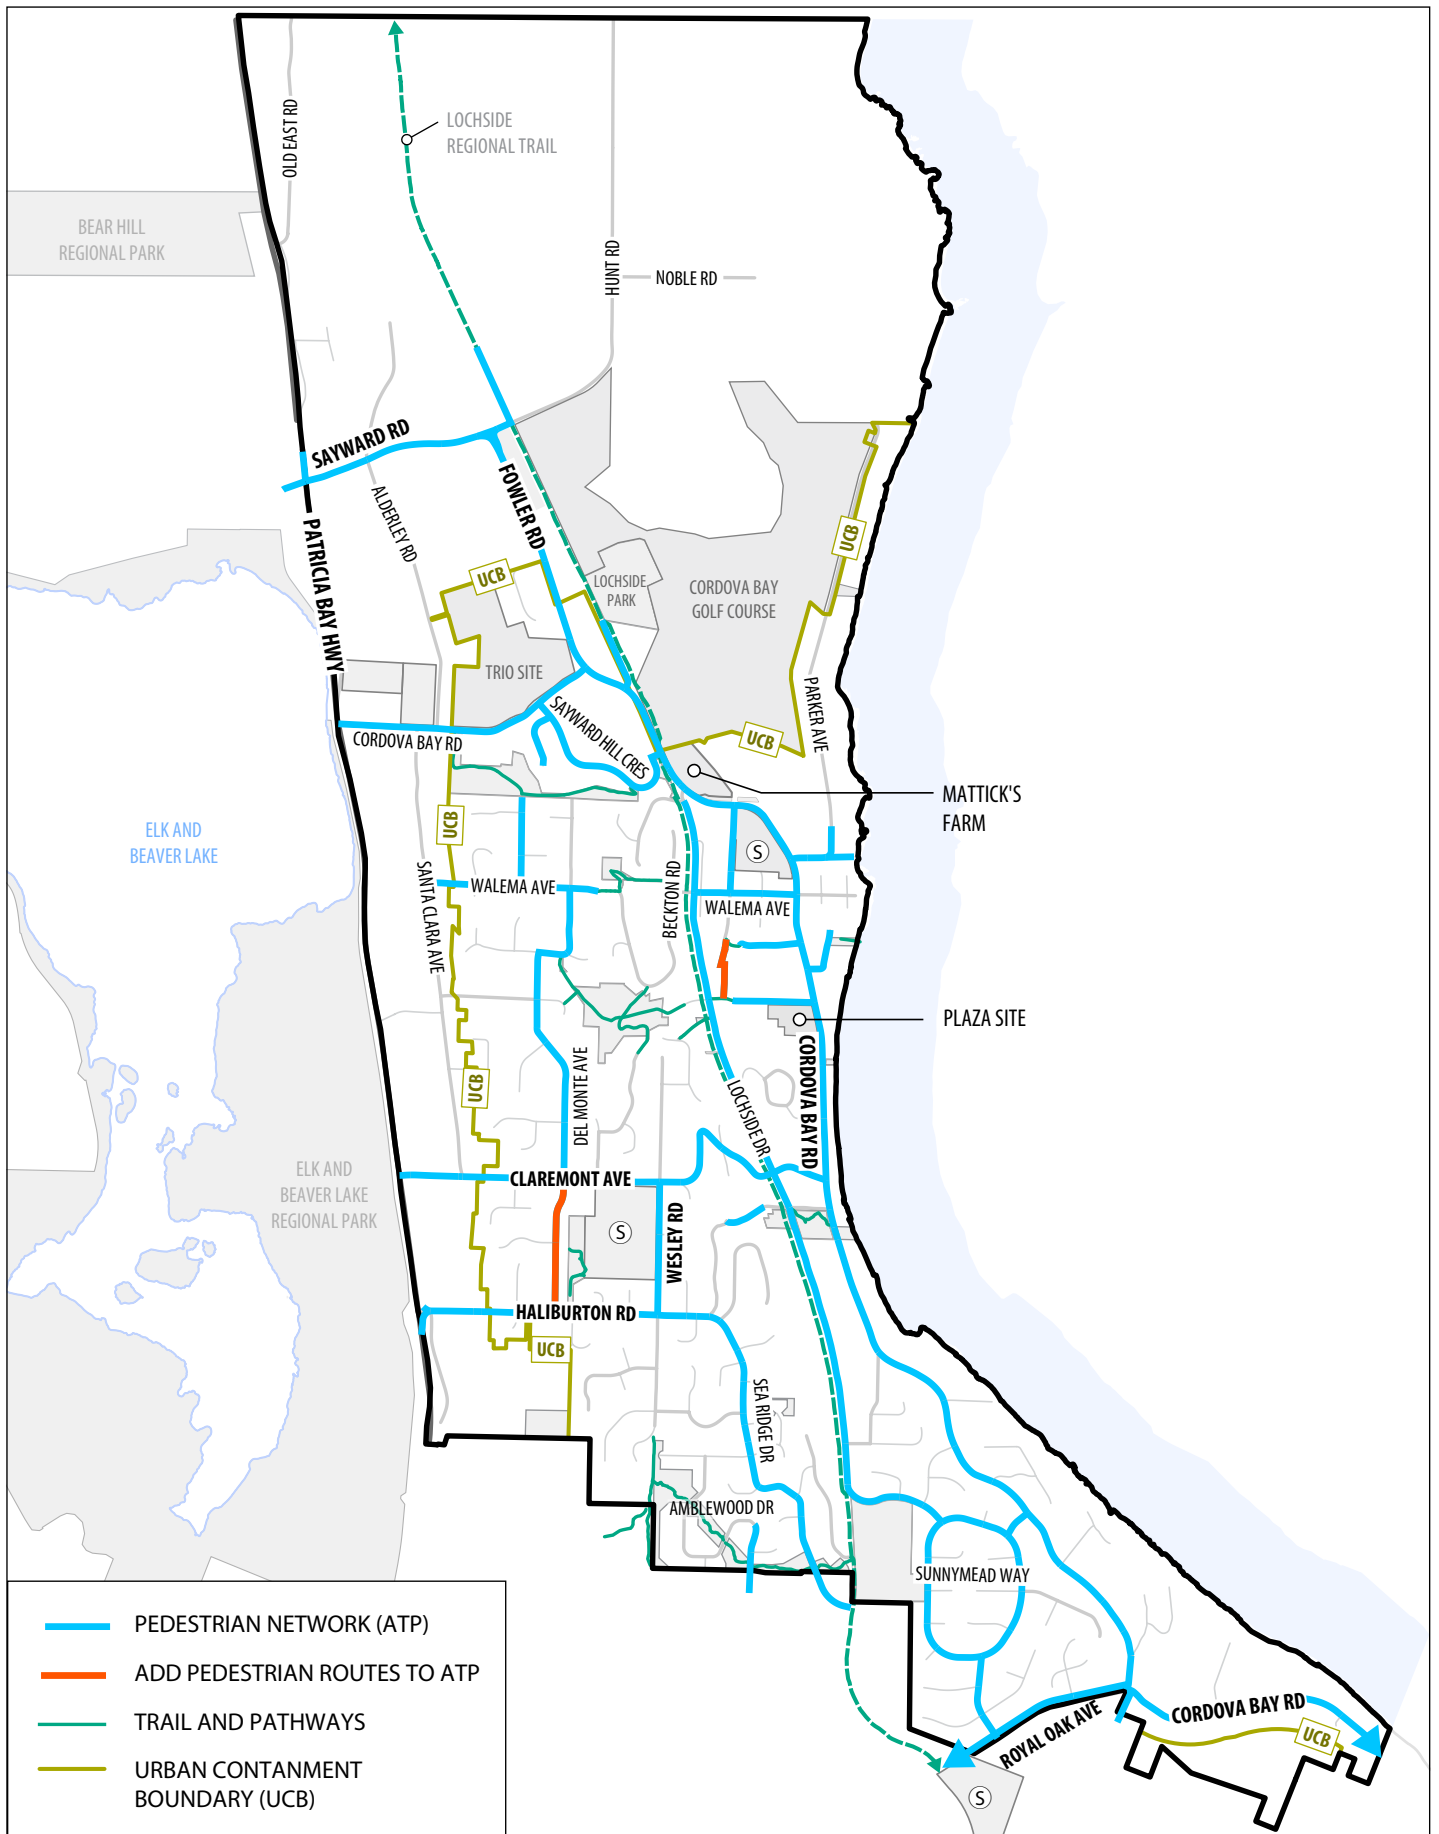 OLD EAST RD
LOCHSIDE
REGIONAL TRAIL
BEAR HILL
REGIONAL PARK
HUNT RD
NOBLE RD
SAYWARD RD
FOWLER RD
ALDERLEY RD
PATRICIA BAY HWY
UCB
UCB
LOCHSIDE
PARK
CORDOVA BAY
GOLF COURSE
TRIO SITE
PARKER AVE
SAYWARD HILL CRES
CORDOVA BAY RD
UCB
MATTICK'S
FARM
ELK AND
BEAVER LAKE
UCB
S
SANTA CLARA AVE
WALEMA AVE
BECKTON RD
WALEMA AVE
PLAZA SITE
UCB
DEL MONTE AVE
LOCHSIDE DR
CORDOVA BAY RD
ELK AND
BEAVER LAKE
REGIONAL PARK
CLAREMONT AVE
S
WESLEY RD
HALIBURTON RD
UCB
SEA RIDGE DR
AMBLEWOOD DR
SUNNYMEAD WAY
CORDOVA BAY RD
ROYAL OAK AVE
UCB
S
PEDESTRIAN NETWORK (ATP)
ADD PEDESTRIAN ROUTES TO ATP
TRAIL AND PATHWAYS
URBAN CONTANMENT
BOUNDARY (UCB)